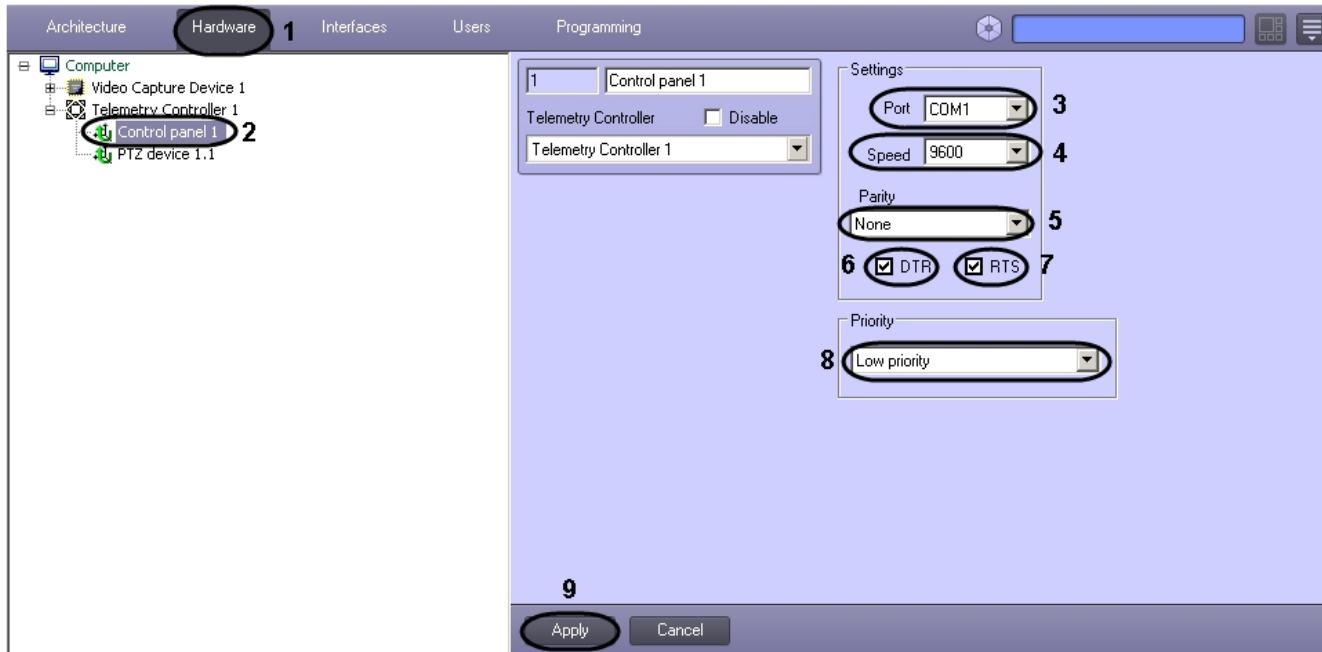 Architecture Hardware 1 Interfaces Users Programming
Computer
Video Capture Device 1
Telemetry Controller 1
Control panel 1 2
PTZ device 1.1
1 Control panel 1
Telemetry Controller Disable
Telemetry Controller 1
Settings
Port COM1 3
Speed 9600 4
Parity
None 5
6 DTR RTS 7
Priority
8 Low priority
9
Apply Cancel